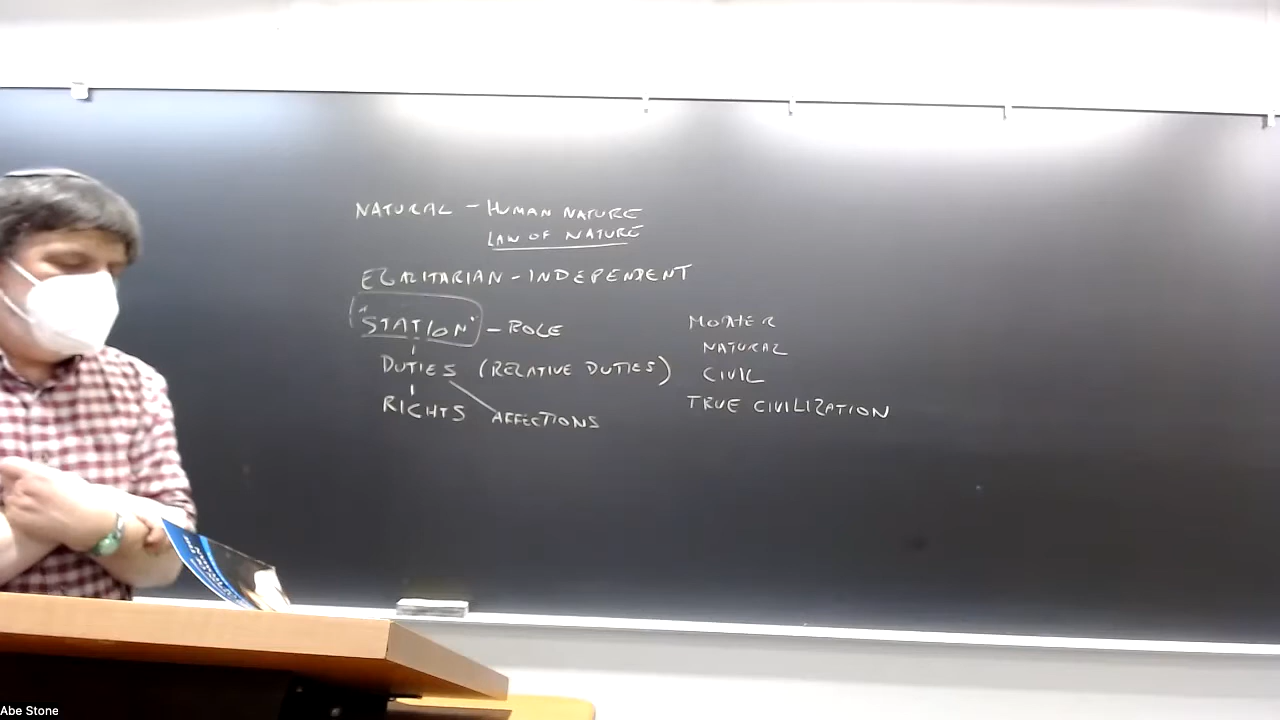 NATURAL - HUMAN NATURE
LAW OF NATURE
EGALITARIAN - INDEPENDENT
"STATION" - ROLE
DUTIES (RELATIVE DUTIES)
RIGHTS
AFFECTIONS
MOTHER
NATURAL
CIVIL
TRUE CIVILIZATION
Abe Stone